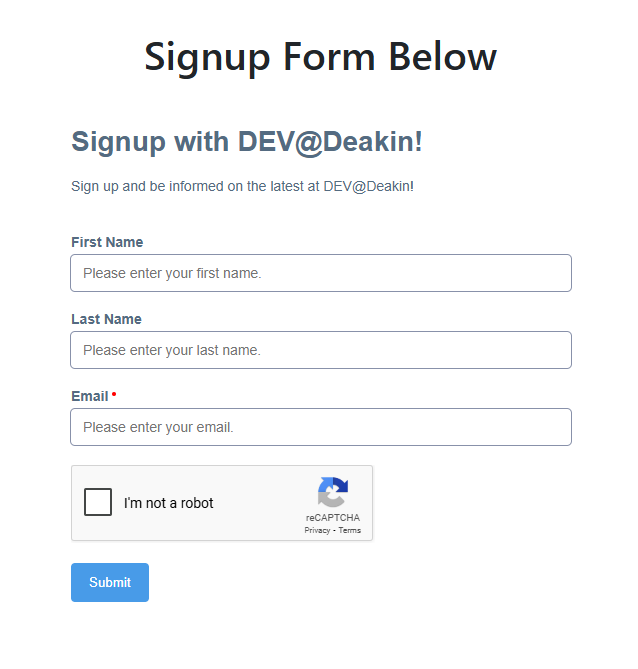 Signup Form Below
Signup with DEV@Deakin!
Sign up and be informed on the latest at DEV@Deakin!
First Name
Please enter your first name.
Last Name
Please enter your last name.
Email
Please enter your email.
I'm not a robot
reCAPTCHA
Privacy - Terms
Submit